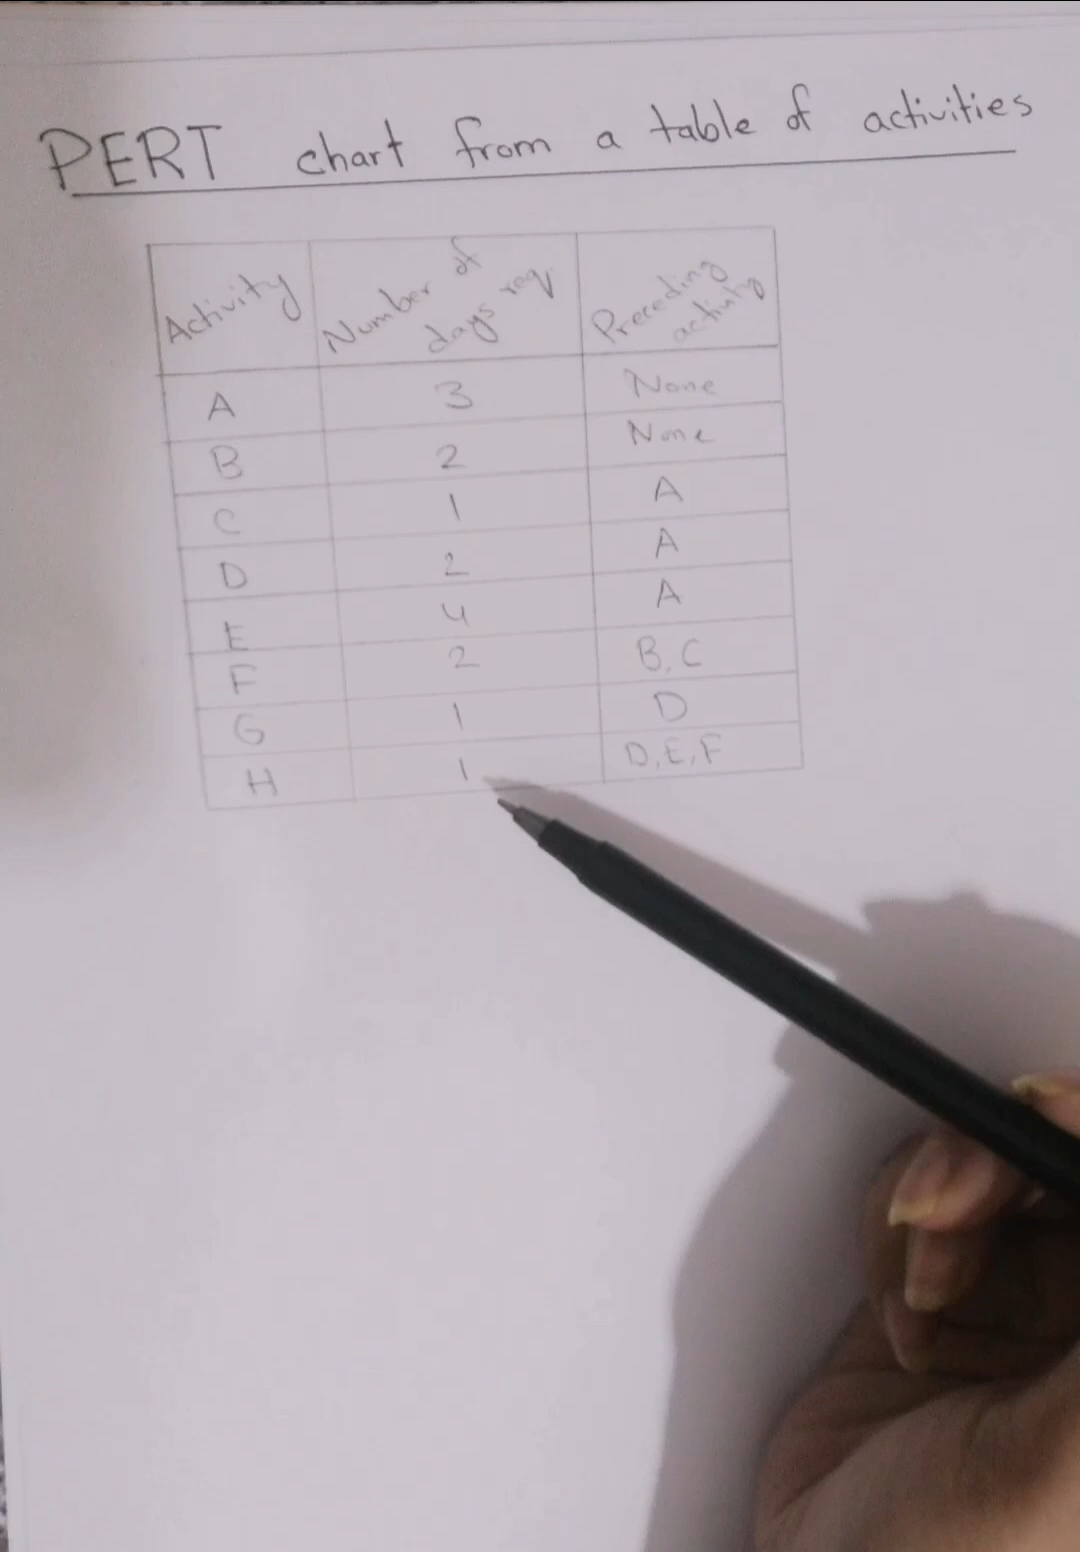 PERT chart from a table of activities
Activity Number of days req. Preceding activity
A 3 None
B 2 None
C 1 A
D 2 A
E 4 A
F 2 B, C
G 1 D
H 1 D, E, F